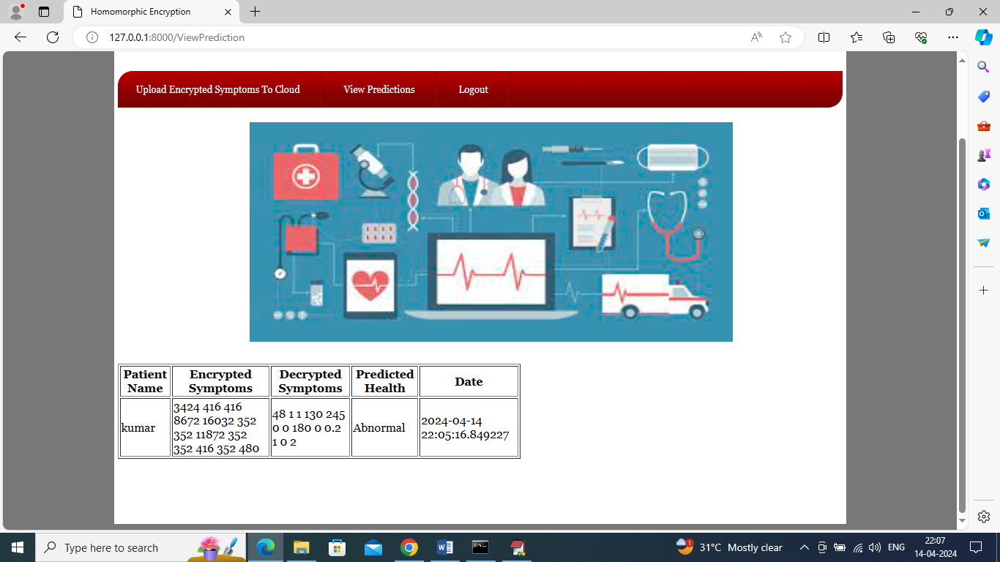 Homomorphic Encryption
127.0.0.1:8000/ViewPrediction
Upload Encrypted Symptoms To Cloud
View Predictions
Logout
Patient Name
Encrypted Symptoms
Decrypted Symptoms
Predicted Health
Date
kumar
3424 416 416
8672 16032 352
352 11872 352
352 416 352 480
48 1 1 130 245
0 0 180 0 0.2
1 0 2
Abnormal
2024-04-14
22:05:16.849227
Type here to search
1
31°C Mostly clear
ENG
22:07
14-04-2024